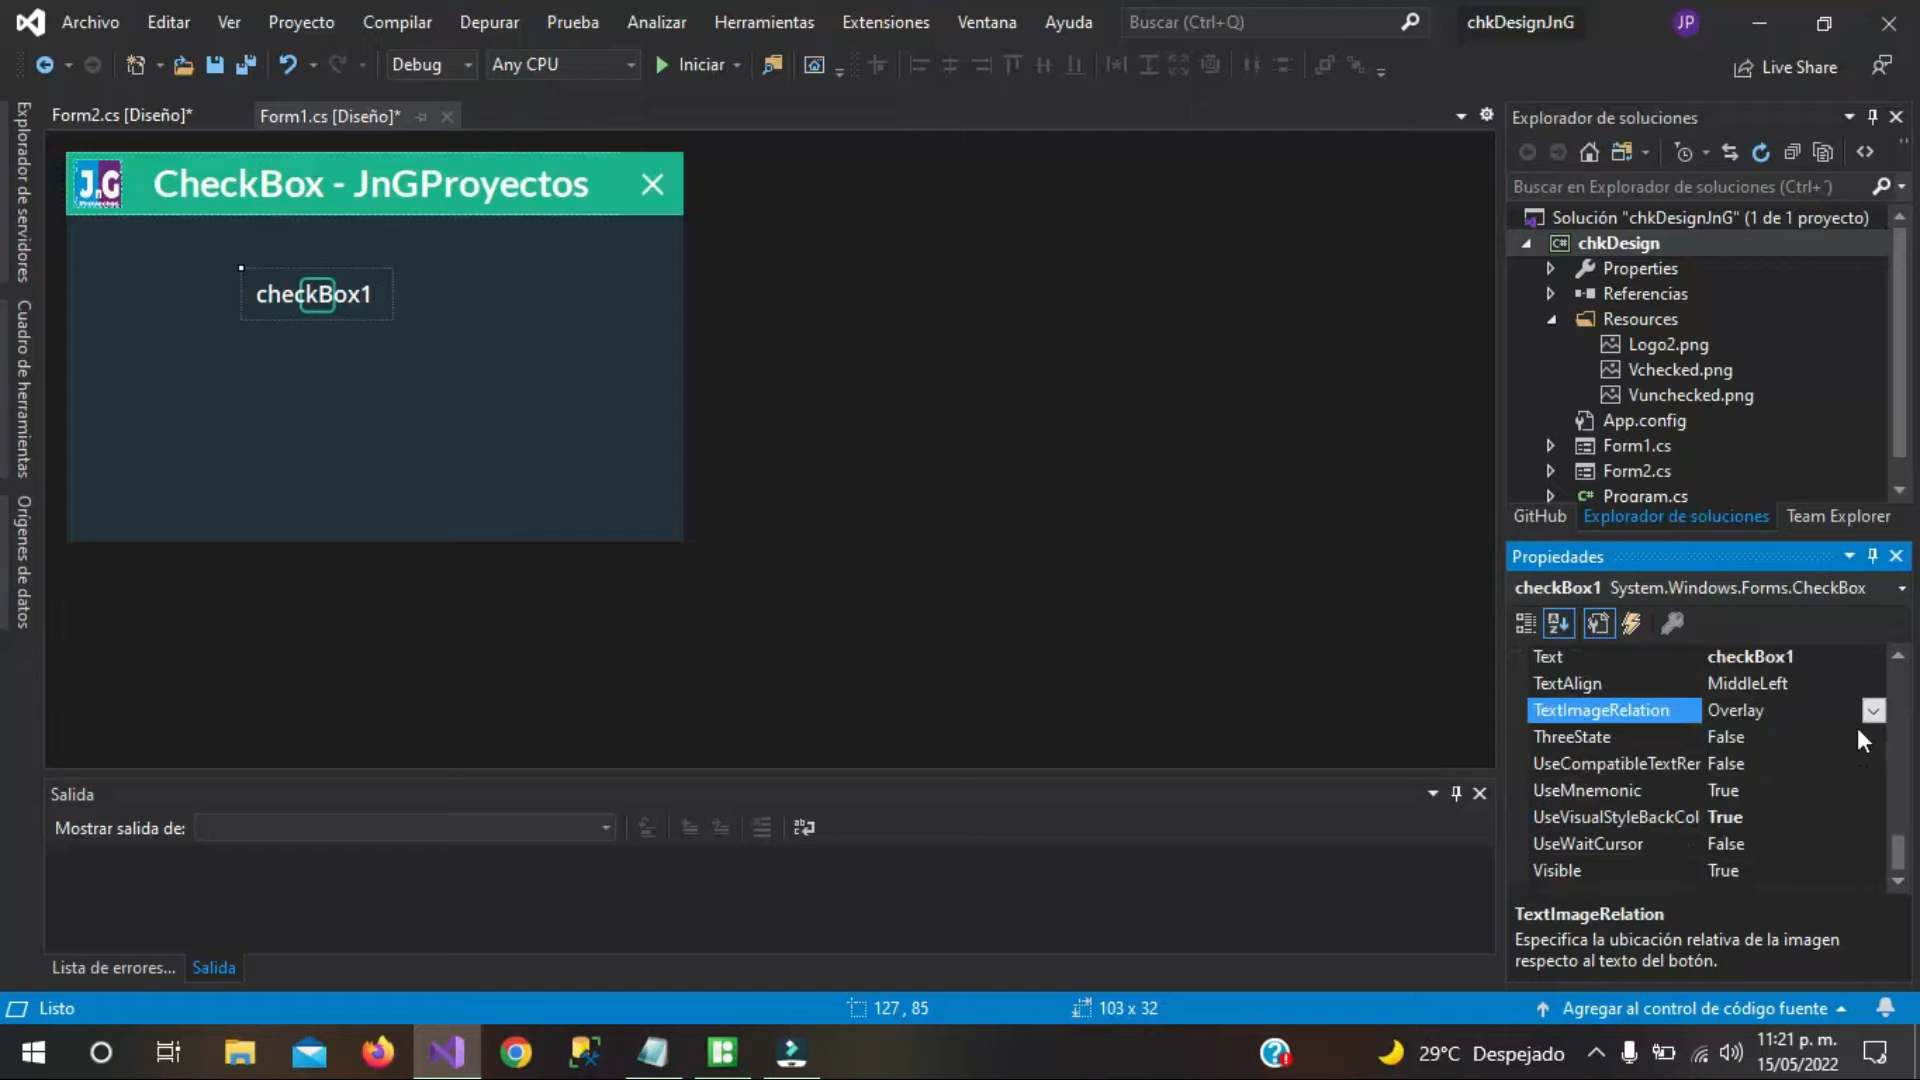 Archivo Editar Ver Proyecto Compilar Depurar Prueba Analizar Herramientas Extensiones Ventana Ayuda Buscar (Ctrl+Q) chkDesignJnG JP
Debug Any CPU Iniciar Live Share
Explorador de servidores
Cuadro de herramientas
Orígenes de datos
Form2.cs [Diseño]* Form1.cs [Diseño]*
JnG Proyectos
CheckBox - JnGProyectos
checkBox1
Explorador de soluciones
Buscar en Explorador de soluciones (Ctrl+´)
Solución "chkDesignJnG" (1 de 1 proyecto)
C# chkDesign
Properties
Referencias
Resources
Logo2.png
Vchecked.png
Vunchecked.png
App.config
Form1.cs
Form2.cs
C# Program.cs
GitHub Explorador de soluciones Team Explorer
Propiedades
checkBox1 System.Windows.Forms.CheckBox
Text checkBox1
TextAlign MiddleLeft
TextImageRelation Overlay
ThreeState False
UseCompatibleTextRer False
UseMnemonic True
UseVisualStyleBackCol True
UseWaitCursor False
Visible True
TextImageRelation
Especifica la ubicación relativa de la imagen
respecto al texto del botón.
Salida
Mostrar salida de:
Lista de errores... Salida
Listo 127 , 85 103 x 32 Agregar al control de código fuente
29°C Despejado 11:21 p. m.
15/05/2022